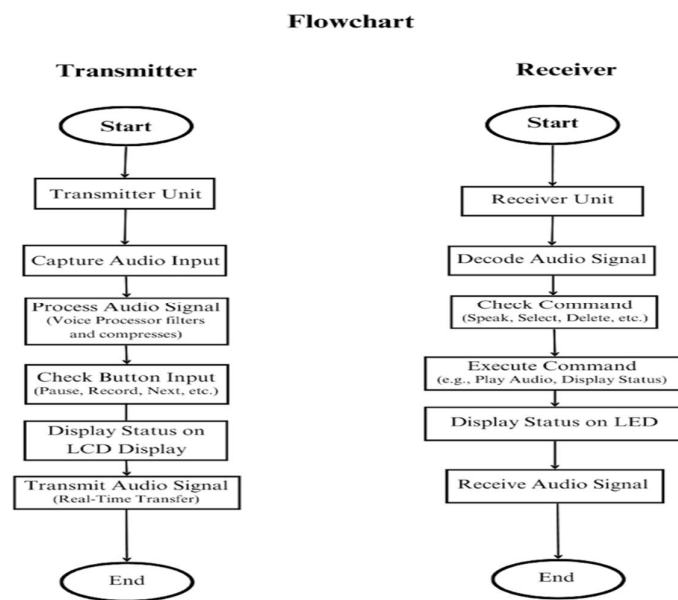 Flowchart
Transmitter
Start
Transmitter Unit
Capture Audio Input
Process Audio Signal
(Voice Processor filters
and compresses)
Check Button Input
(Pause, Record, Next, etc.)
Display Status on
LCD Display
Transmit Audio Signal
(Real-Time Transfer)
End
Receiver
Start
Receiver Unit
Decode Audio Signal
Check Command
(Speak, Select, Delete, etc.)
Execute Command
(e.g., Play Audio, Display Status)
Display Status on LED
Receive Audio Signal
End